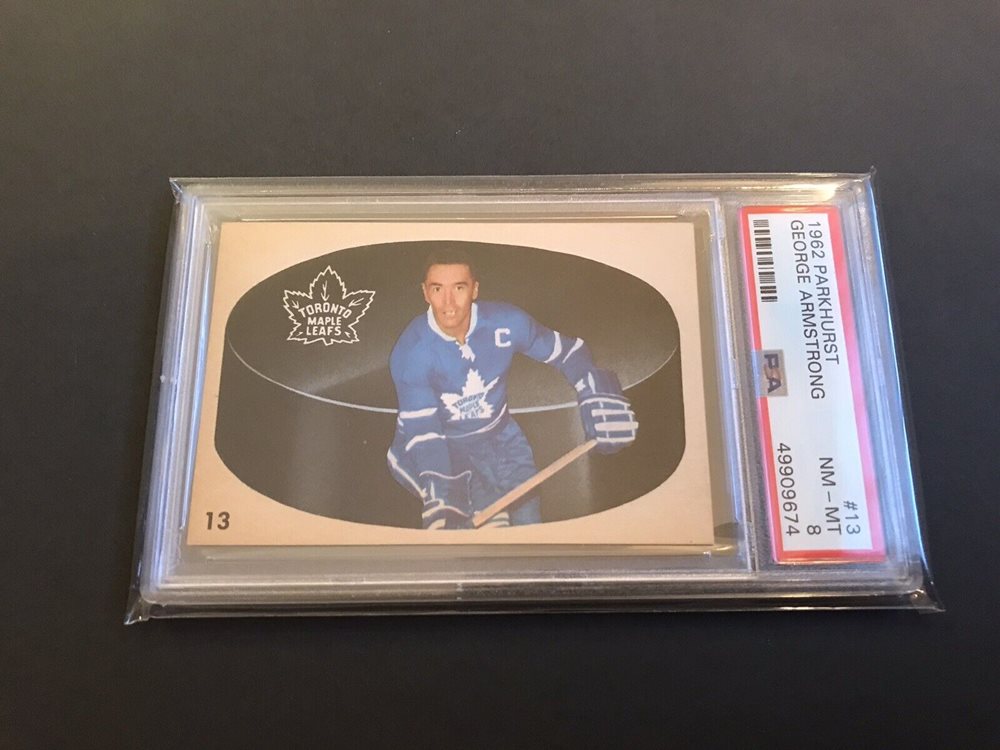 TORONTO
MAPLE
LEAFS
C
TORONTO
MAPLE
LEAFS
13
1962 PARKHURST
GEORGE ARMSTRONG
PSA
#13
NM - MT
8
49909674